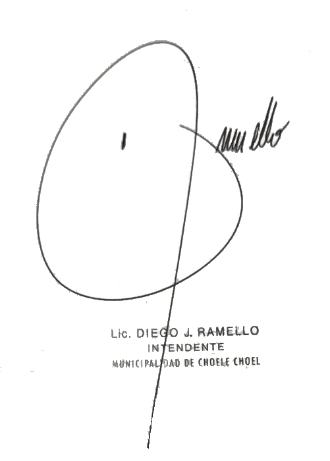 Lic. DIEGO J. RAMELLO
INTENDENTE
MUNICIPALIDAD DE CHOELE CHOEL